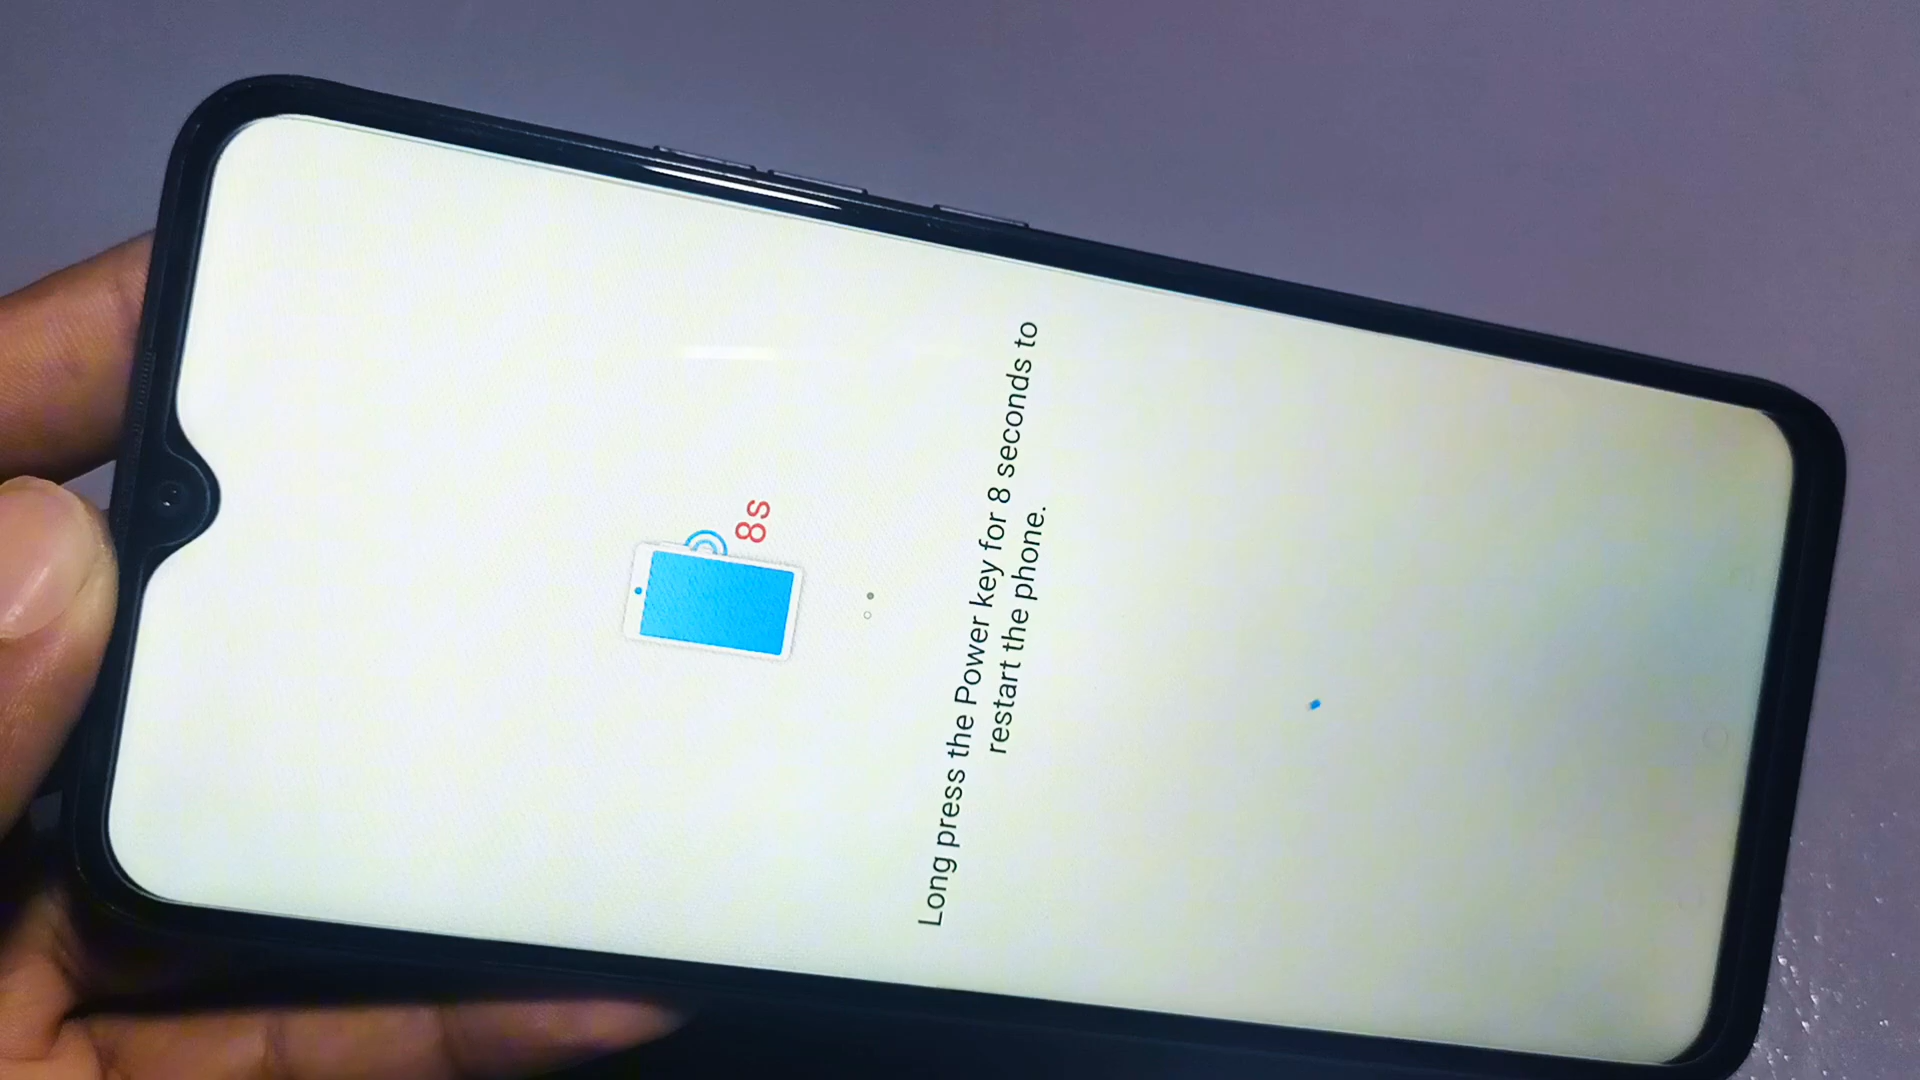 8s
Long press the Power key for 8 seconds to
restart the phone.